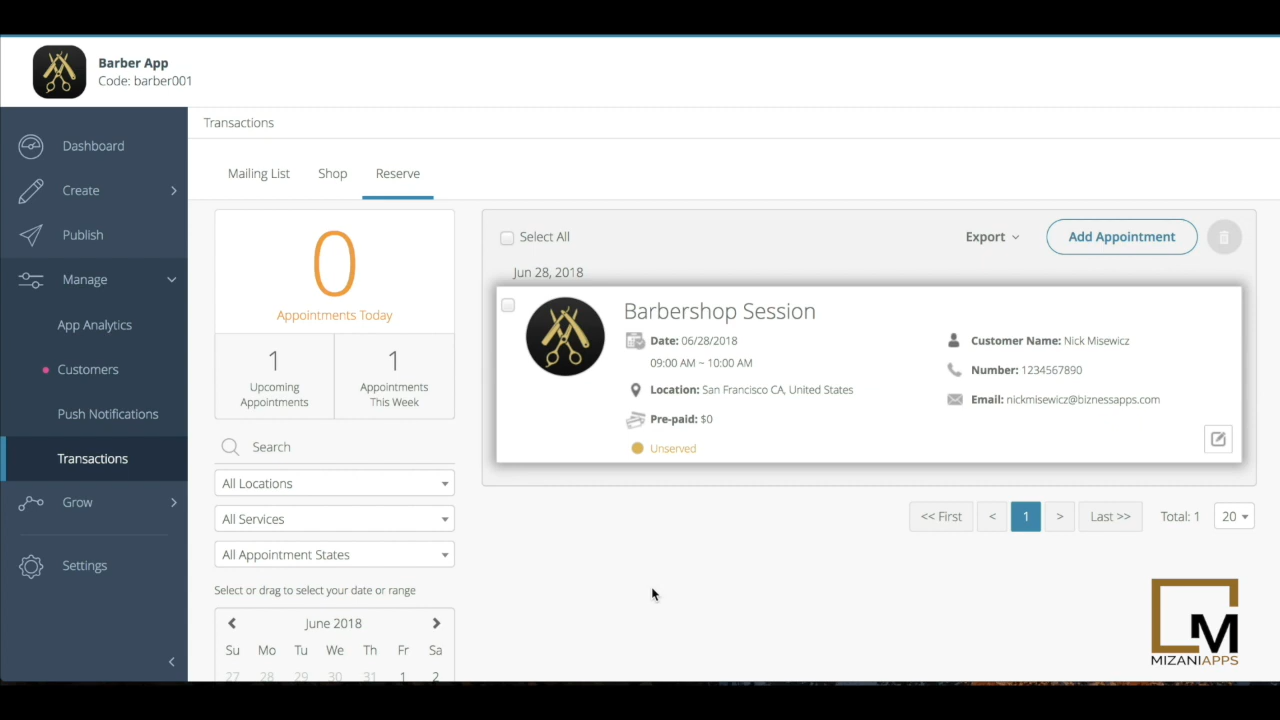 Barber App
Code: barber001
Dashboard
Create
Publish
Manage
App Analytics
Customers
Push Notifications
Transactions
Grow
Settings
Transactions
Mailing List
Shop
Reserve
0
Appointments Today
1
Upcoming
Appointments
1
Appointments
This Week
Search
All Locations
All Services
All Appointment States
Select or drag to select your date or range
June 2018
Su Mo Tu We Th Fr Sa
27 28 29 30 31 1 2
Select All
Export
Add Appointment
Jun 28, 2018
Barbershop Session
Date: 06/28/2018
09:00 AM ~ 10:00 AM
Location: San Francisco CA, United States
Pre-paid: $0
Unserved
Customer Name: Nick Misewicz
Number: 1234567890
Email: nickmisewicz@biznessapps.com
<< First < 1 > Last >> Total: 1 20
M
MIZANIAPPS